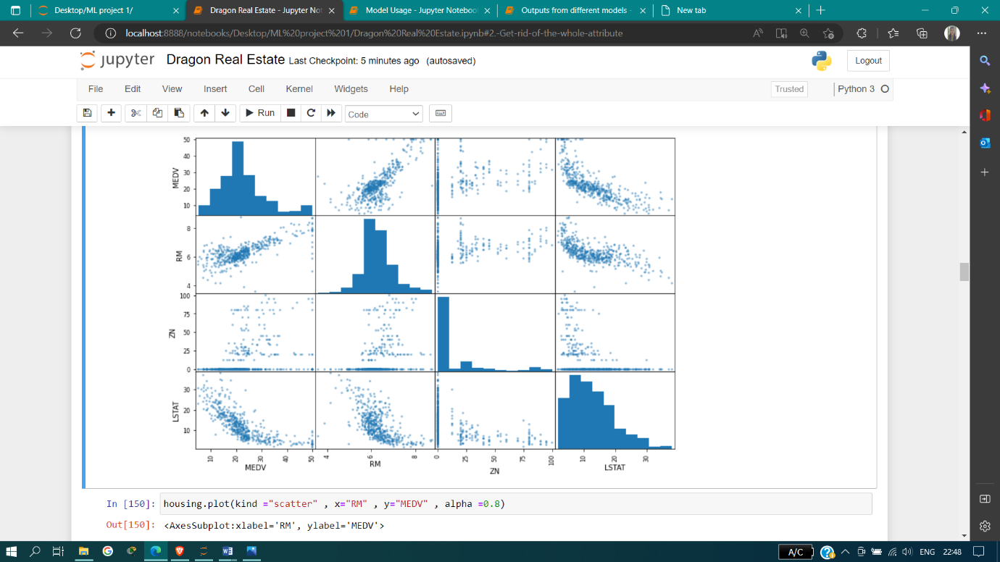 Desktop/ML project 1/
Dragon Real Estate - Jupyter Not
Model Usage - Jupyter Notebook
Outputs from different models -
New tab
localhost:8888/notebooks/Desktop/ML%20project%201/Dragon%20Real%20Estate.ipynb#2.-Get-rid-of-the-whole-attribute
jupyter Dragon Real Estate Last Checkpoint: 5 minutes ago (autosaved)
Logout
File Edit View Insert Cell Kernel Widgets Help
Trusted
Python 3
Run
Code
50
40
30
20
10
MEDV
8
6
4
RM
100
75
50
25
0
ZN
30
20
10
LSTAT
10 20 30 40 50
MEDV
4 6 8
RM
0 25 50 75 100
ZN
10 20 30
LSTAT
In [150]: housing.plot(kind ="scatter" , x="RM" , y="MEDV" , alpha =0.8)
Out[150]: <AxesSubplot:xlabel='RM', ylabel='MEDV'>
A/C
ENG
22:48